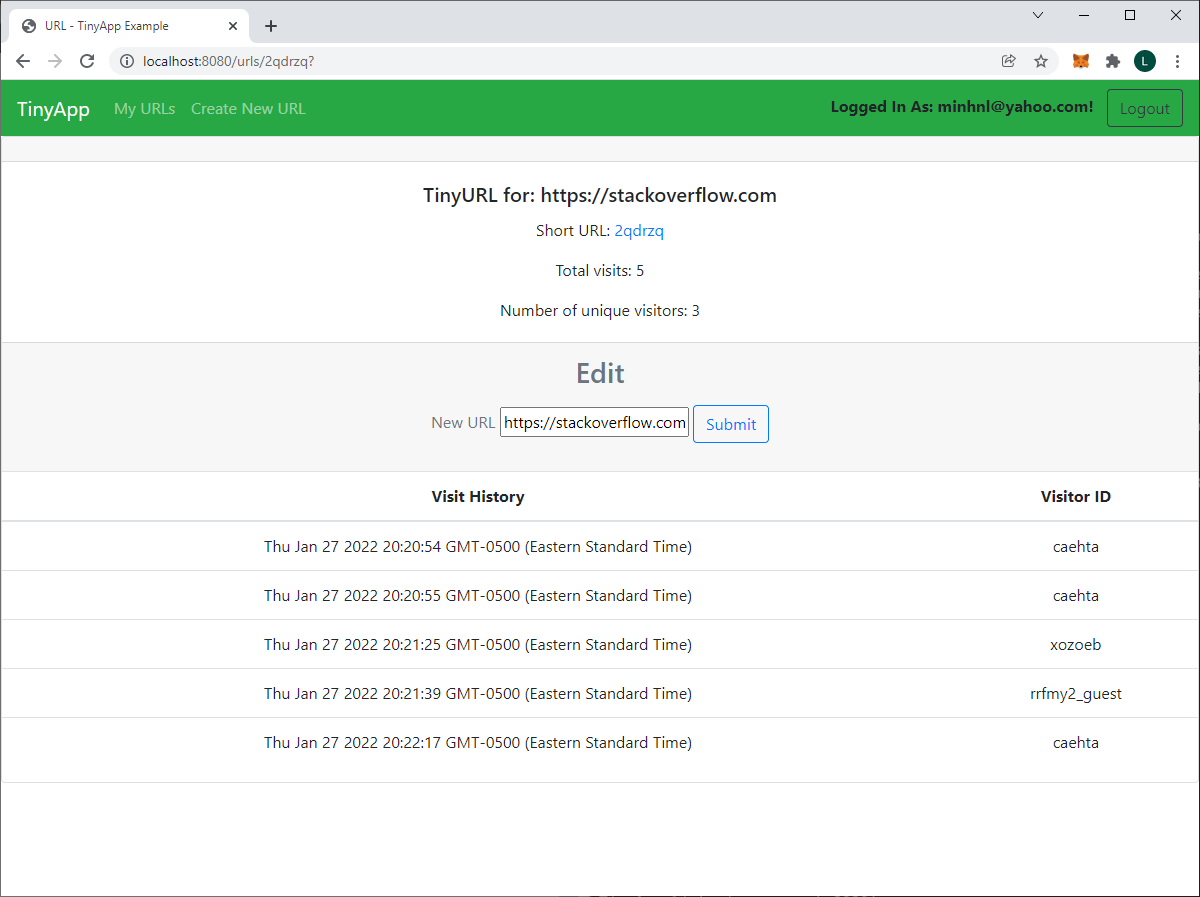 URL - TinyApp Example
localhost:8080/urls/2qdrzq?
L
TinyApp My URLs Create New URL Logged In As: minhnl@yahoo.com! Logout
TinyURL for: https://stackoverflow.com
Short URL: 2qdrzq
Total visits: 5
Number of unique visitors: 3
Edit
New URL https://stackoverflow.com Submit
Visit History Visitor ID
Thu Jan 27 2022 20:20:54 GMT-0500 (Eastern Standard Time) caehta
Thu Jan 27 2022 20:20:55 GMT-0500 (Eastern Standard Time) caehta
Thu Jan 27 2022 20:21:25 GMT-0500 (Eastern Standard Time) xozoeb
Thu Jan 27 2022 20:21:39 GMT-0500 (Eastern Standard Time) rrfmy2_guest
Thu Jan 27 2022 20:22:17 GMT-0500 (Eastern Standard Time) caehta